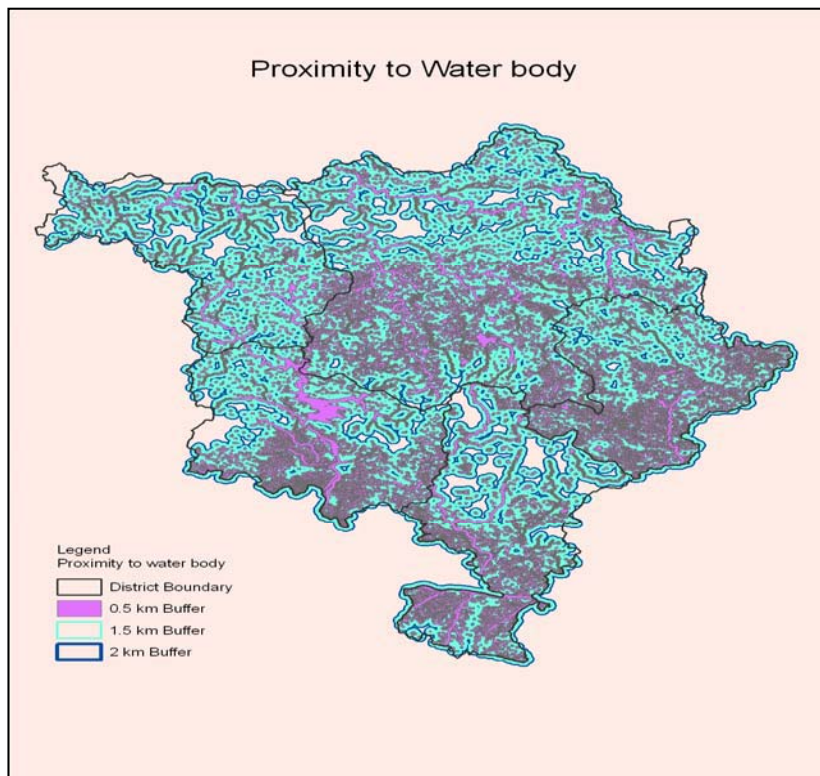 Proximity to Water body
Legend
Proximity to water body
District Boundary
0.5 km Buffer
1.5 km Buffer
2 km Buffer